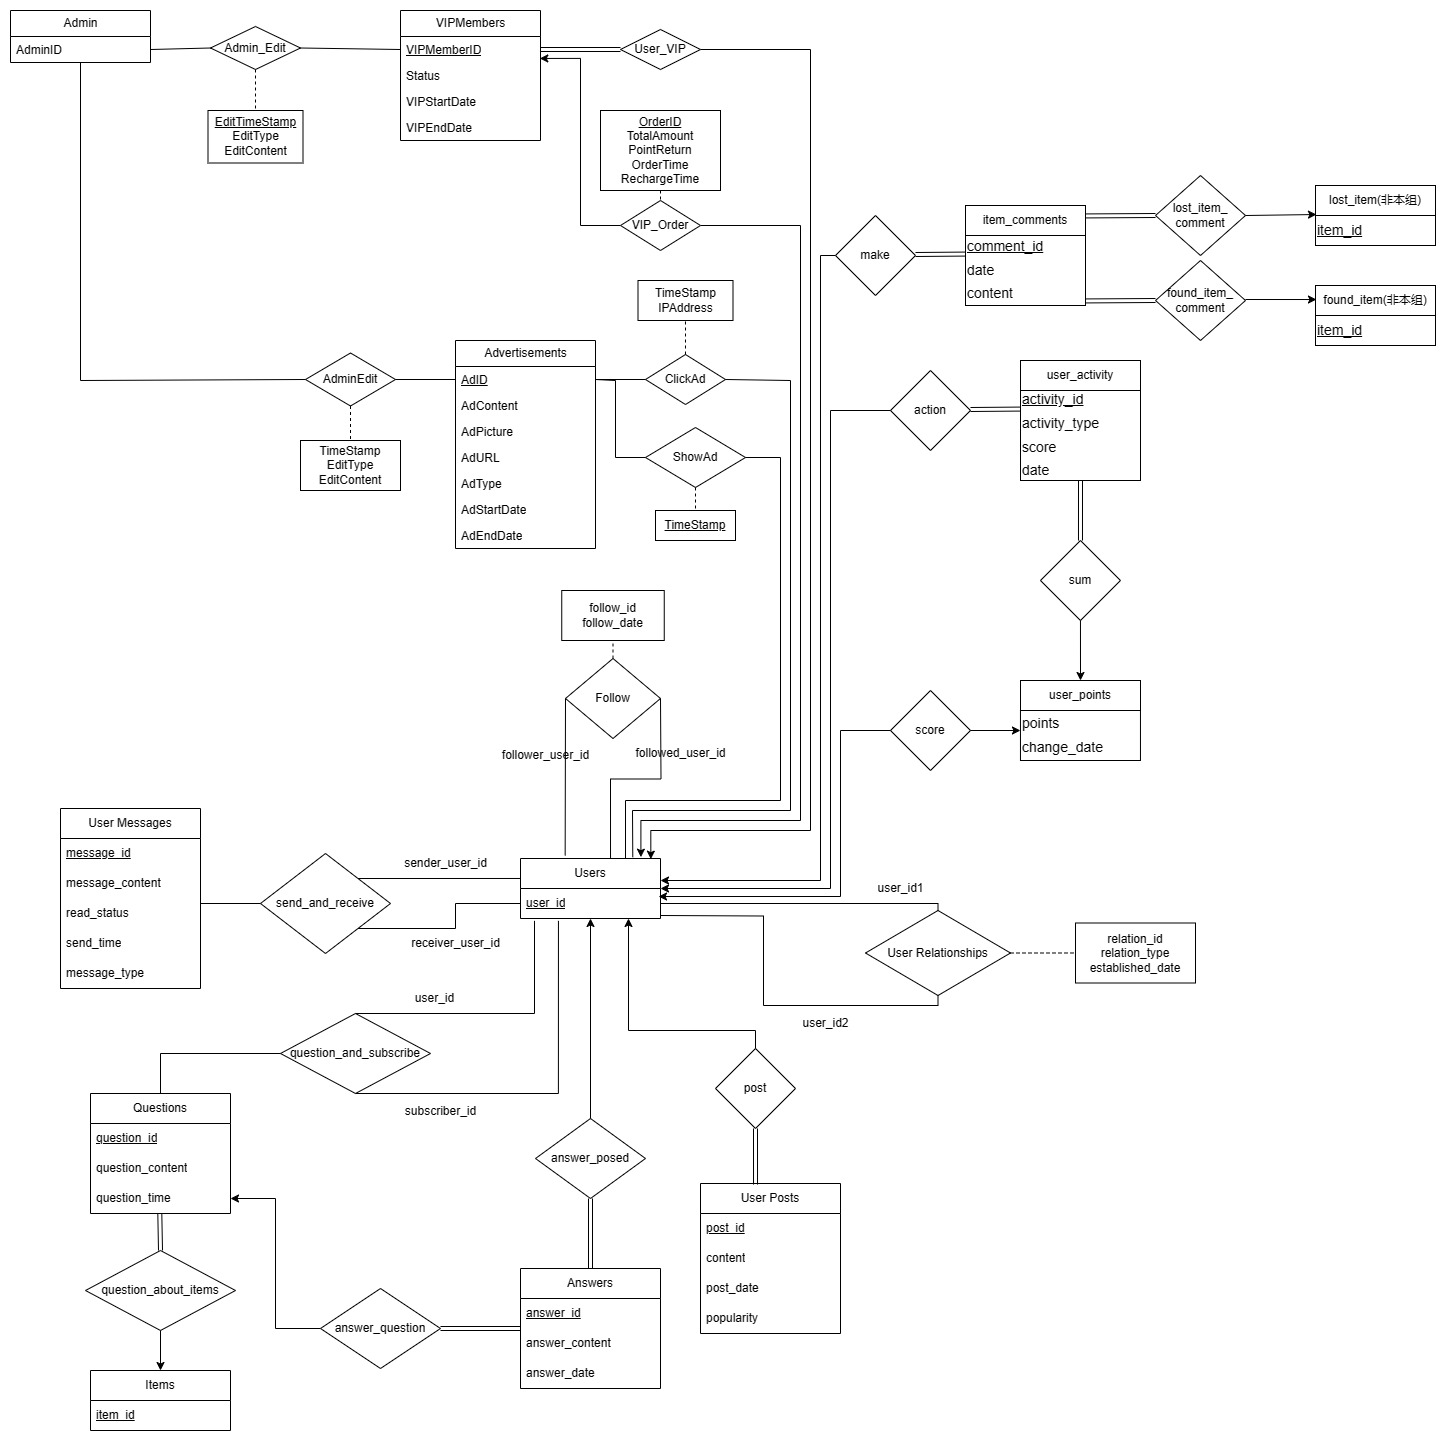 Admin
AdminID
Admin_Edit
EditTimeStamp
EditType
EditContent
VIPMembers
VIPMemberID
Status
VIPStartDate
VIPEndDate
User_VIP
OrderID
TotalAmount
PointReturn
OrderTime
RechargeTime
VIP_Order
make
item_comments
comment_id
date
content
lost_item_
comment
lost_item(非本组)
item_id
found_item_
comment
found_item(非本组)
item_id
TimeStamp
IPAddress
ClickAd
AdminEdit
TimeStamp
EditType
EditContent
Advertisements
AdID
AdContent
AdPicture
AdURL
AdType
AdStartDate
AdEndDate
ShowAd
TimeStamp
action
user_activity
activity_id
activity_type
score
date
sum
score
user_points
points
change_date
follow_id
follow_date
Follow
follower_user_id
followed_user_id
User Messages
message_id
message_content
read_status
send_time
message_type
send_and_receive
sender_user_id
receiver_user_id
Users
user_id
user_id1
User Relationships
user_id2
relation_id
relation_type
established_date
user_id
question_and_subscribe
subscriber_id
Questions
question_id
question_content
question_time
question_about_items
Items
item_id
answer_posed
answer_question
Answers
answer_id
answer_content
answer_date
post
User Posts
post_id
content
post_date
popularity